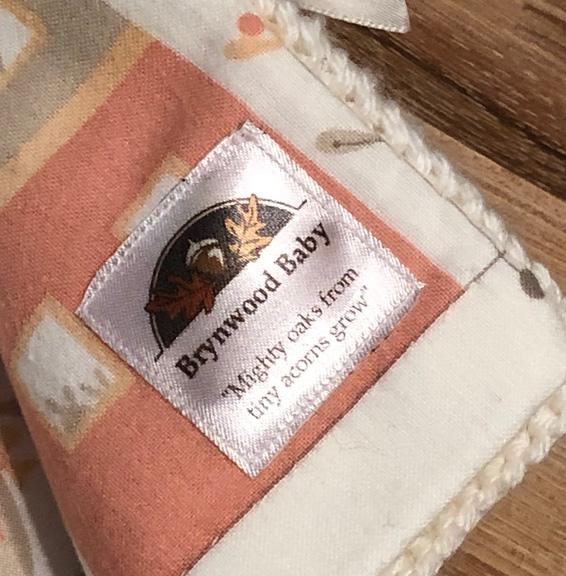 Brynwood Baby
"Mighty oaks from
tiny acorns grow"